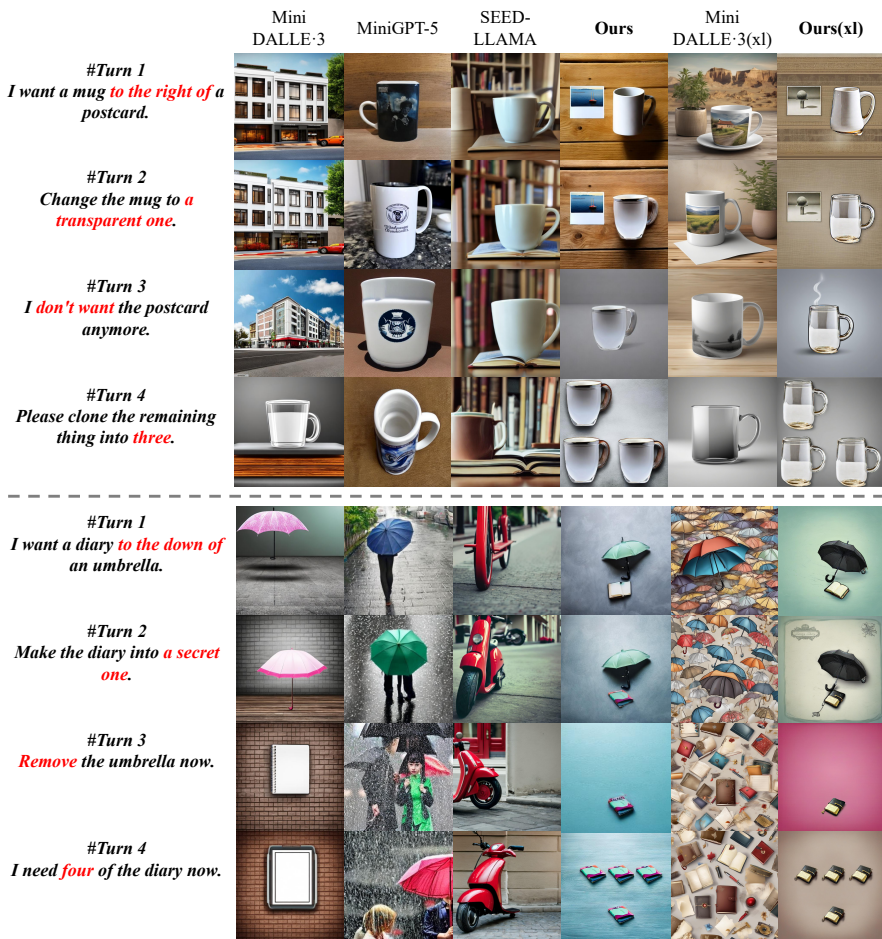 Mini
DALLE·3
MiniGPT-5
SEED-
LLAMA
Ours
Mini
DALLE·3(xl)
Ours(xl)
#Turn 1
I want a mug to the right of a
postcard.
#Turn 2
Change the mug to a
transparent one.
#Turn 3
I don't want the postcard
anymore.
#Turn 4
Please clone the remaining
thing into three.
#Turn 1
I want a diary to the down of
an umbrella.
#Turn 2
Make the diary into a secret
one.
#Turn 3
Remove the umbrella now.
#Turn 4
I need four of the diary now.